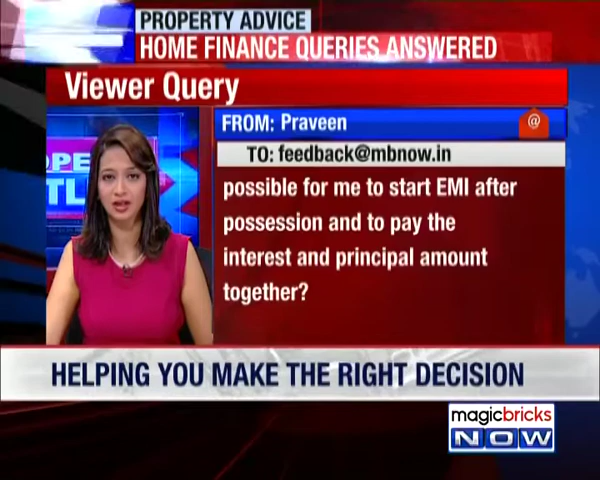 PROPERTY ADVICE
HOME FINANCE QUERIES ANSWERED
Viewer Query
FROM: Praveen
@
TO: feedback@mbnow.in
possible for me to start EMI after
possession and to pay the
interest and principal amount
together?
HELPING YOU MAKE THE RIGHT DECISION
magicbricks
NOW